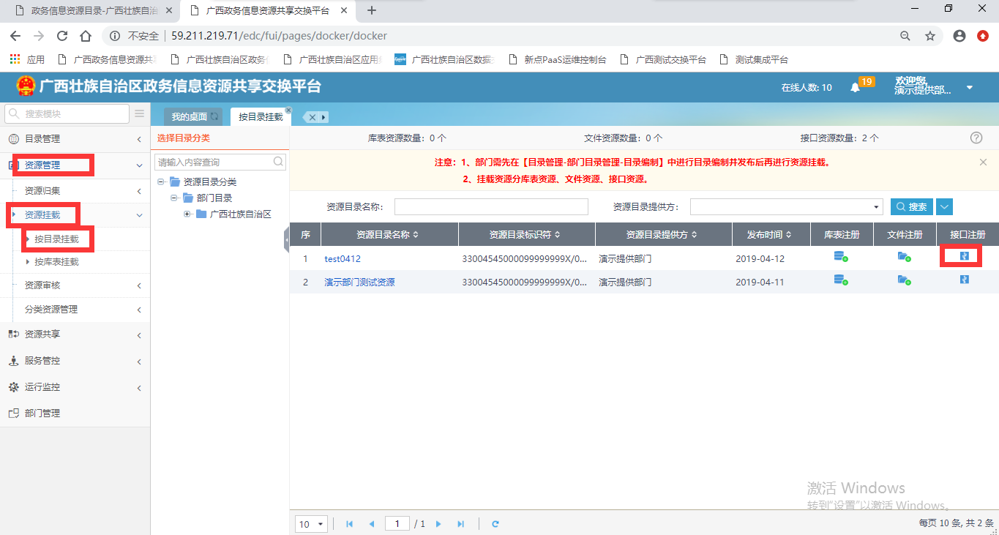 政务信息资源目录-广西壮族自治
广西政务信息资源共享交换平台
不安全 59.211.219.71/edc/fui/pages/docker/docker
应用 广西政务信息资源共享 广西壮族自治区政务信 广西壮族自治区应用 广西壮族自治区数据 新点PaaS运维控制台 广西测试交换平台 测试集成平台
广西壮族自治区政务信息资源共享交换平台
在线人数: 10
19
欢迎您,
演示提供部...
搜索模块
目录管理
资源管理
资源归集
资源挂载
按目录挂载
按库表挂载
资源审核
分类资源管理
资源共享
服务管控
运行监控
部门管理
我的桌面 按目录挂载
选择目录分类
请输入内容查询
资源目录分类
部门目录
广西壮族自治区
库表资源数量: 0 个 文件资源数量: 0 个 接口资源数量: 2 个
注意: 1、部门需先在【目录管理-部门目录管理-目录编制】中进行目录编制并发布后再进行资源挂载。
2、挂载资源分库表资源、文件资源、接口资源。
资源目录名称: 资源目录提供方: 搜索
序 资源目录名称 资源目录标识符 资源目录提供方 发布时间 库表注册 文件注册 接口注册
1 test0412 33004545000099999999X/0... 演示提供部门 2019-04-12
2 演示部门测试资源 33004545000099999999X/0... 演示提供部门 2019-04-11
激活 Windows
转到"设置"以激活 Windows。
10 1 / 1 每页 10 条, 共 2 条